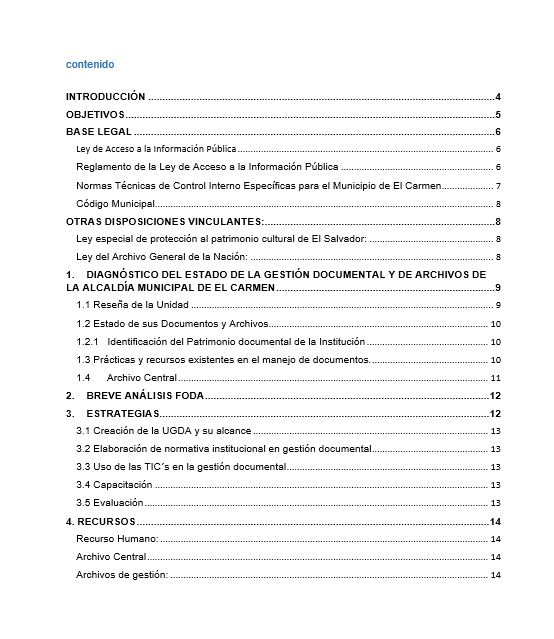 contenido
INTRODUCCIÓN ...4
OBJETIVOS...5
BASE LEGAL ...6
Ley de Acceso a la Información Pública... 6
Reglamento de la Ley de Acceso a la Información Pública ... 6
Normas Técnicas de Control Interno Específicas para el Municipio de El Carmen... 7
Código Municipal... 8
OTRAS DISPOSICIONES VINCULANTES:...8
Ley especial de protección al patrimonio cultural de El Salvador: ... 8
Ley del Archivo General de la Nación: ... 8
1. DIAGNÓSTICO DEL ESTADO DE LA GESTIÓN DOCUMENTAL Y DE ARCHIVOS DE
LA ALCALDÍA MUNICIPAL DE EL CARMEN...9
1.1 Reseña de la Unidad ... 9
1.2 Estado de sus Documentos y Archivos... 10
1.2.1 Identificación del Patrimonio documental de la Institución... 10
1.3 Prácticas y recursos existentes en el manejo de documentos... 10
1.4 Archivo Central... 11
2. BREVE ANÁLISIS FODA...12
3. ESTRATEGIAS...12
3.1 Creación de la UGDA y su alcance ... 13
3.2 Elaboración de normativa institucional en gestión documental... 13
3.3 Uso de las TIC´s en la gestión documental... 13
3.4 Capacitación ... 13
3.5 Evaluación... 13
4. RECURSOS...14
Recurso Humano: ... 14
Archivo Central... 14
Archivos de gestión: ... 14